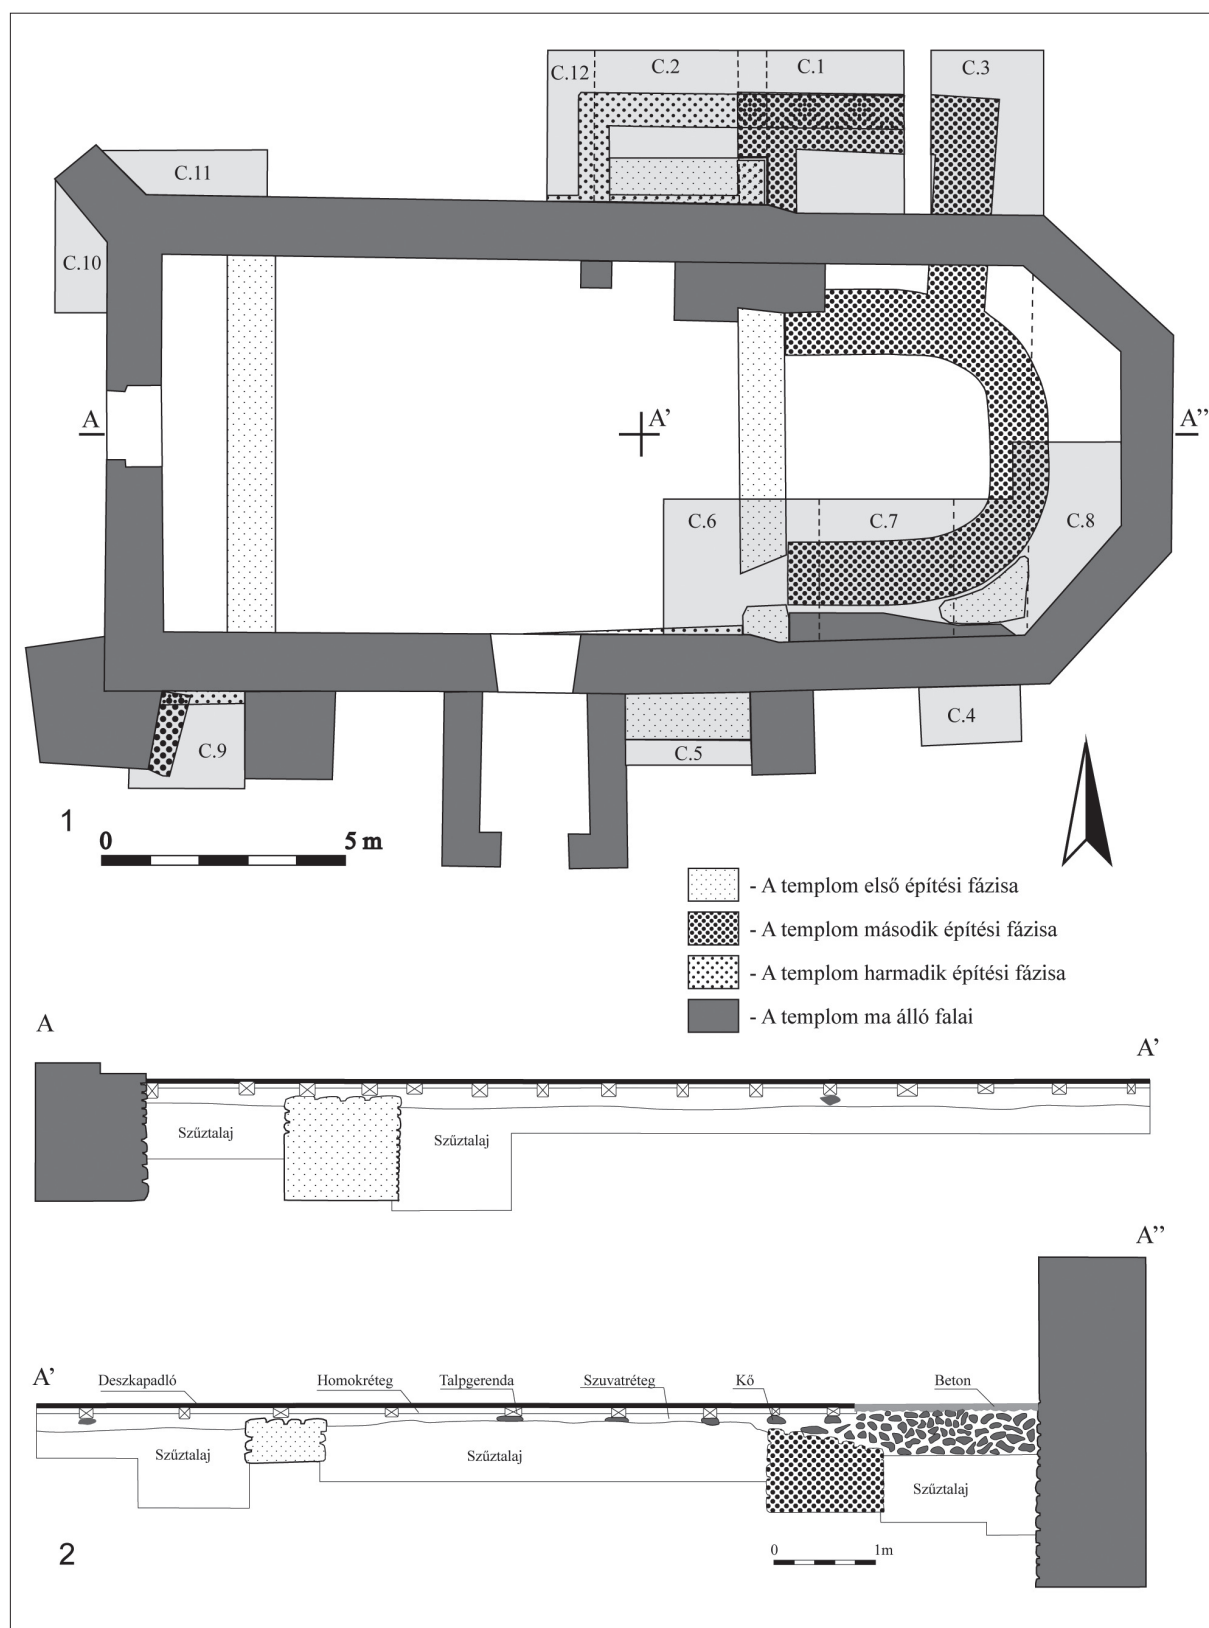 C.12
C.2
C.1
C.3
C.11
C.10
A
A’
A”
C.6
C.7
C.8
C.9
C.5
C.4
1
0
5 m
- A templom első építési fázisa
- A templom második építési fázisa
- A templom harmadik építési fázisa
- A templom ma álló falai
A
A’
Szűztalaj
Szűztalaj
A”
A’
Deszkapadló
Homokréteg
Talpgerenda
Szuvatréteg
Kő
Beton
Szűztalaj
Szűztalaj
Szűztalaj
2
0
1m